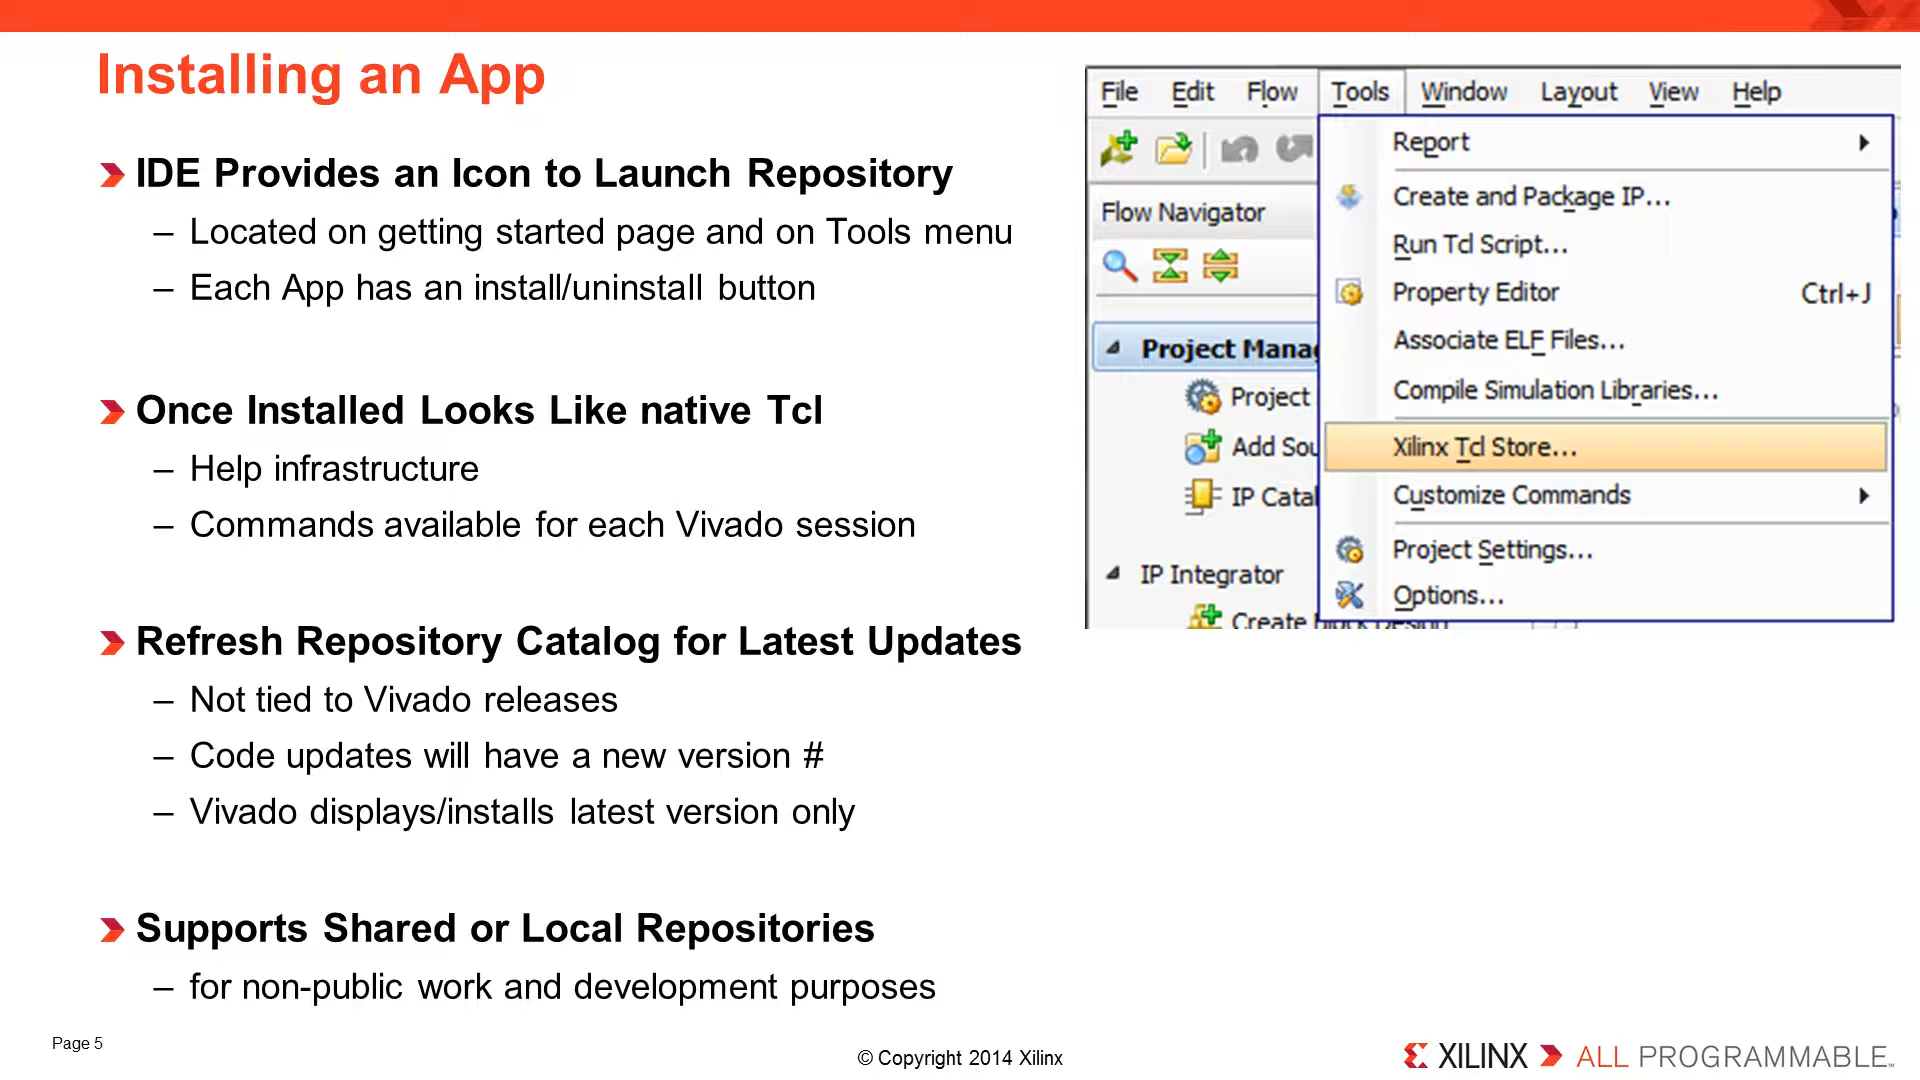 Installing an App
IDE Provides an Icon to Launch Repository
– Located on getting started page and on Tools menu
– Each App has an install/uninstall button
Once Installed Looks Like native Tcl
– Help infrastructure
– Commands available for each Vivado session
Refresh Repository Catalog for Latest Updates
– Not tied to Vivado releases
– Code updates will have a new version #
– Vivado displays/installs latest version only
Supports Shared or Local Repositories
– for non-public work and development purposes
File Edit Flow Tools Window Layout View Help
Flow Navigator
Project Manag
Project
Add Sou
IP Catal
IP Integrator
Create Block Design
Report
Create and Package IP...
Run Tcl Script...
Property Editor Ctrl+J
Associate ELF Files...
Compile Simulation Libraries...
Xilinx Tcl Store...
Customize Commands
Project Settings...
Options...
Page 5
© Copyright 2014 Xilinx
XILINX ALL PROGRAMMABLE™